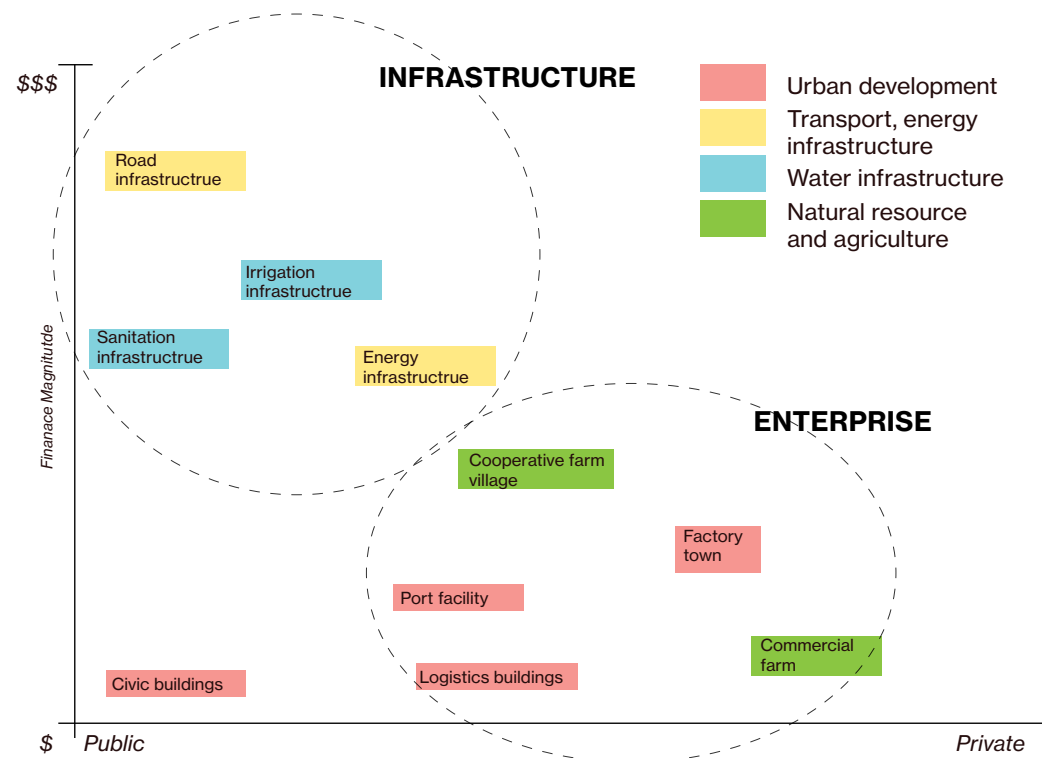 $$$
INFRASTRUCTURE
Urban development
Transport, energy
infrastructure
Water infrastructure
Natural resource
and agriculture
Road
infrastructrue
Irrigation
infrastructrue
Sanitation
infrastructrue
Energy
infrastructrue
Finanace Magnitutde
ENTERPRISE
Cooperative farm
village
Factory
town
Port facility
Commercial
farm
Logistics buildings
Civic buildings
$
Public
Private